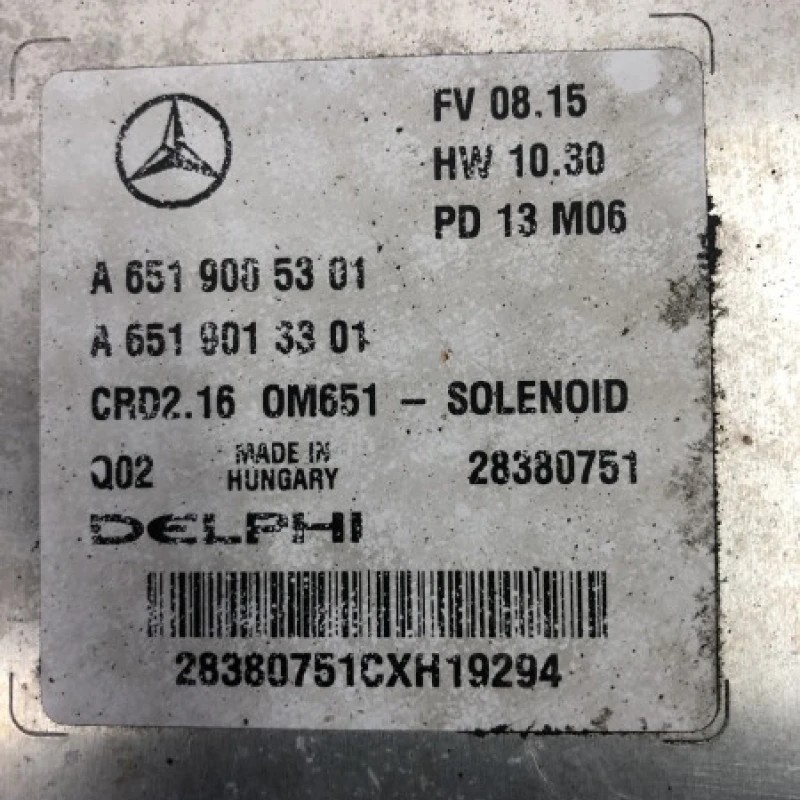 FV 08.15
HW 10.30
PD 13 M06
A 651 900 53 01
A 651 901 33 01
CRD2.16 OM651 – SOLENOID
Q02 MADE IN HUNGARY 28380751
DELPHI
28380751CXH19294